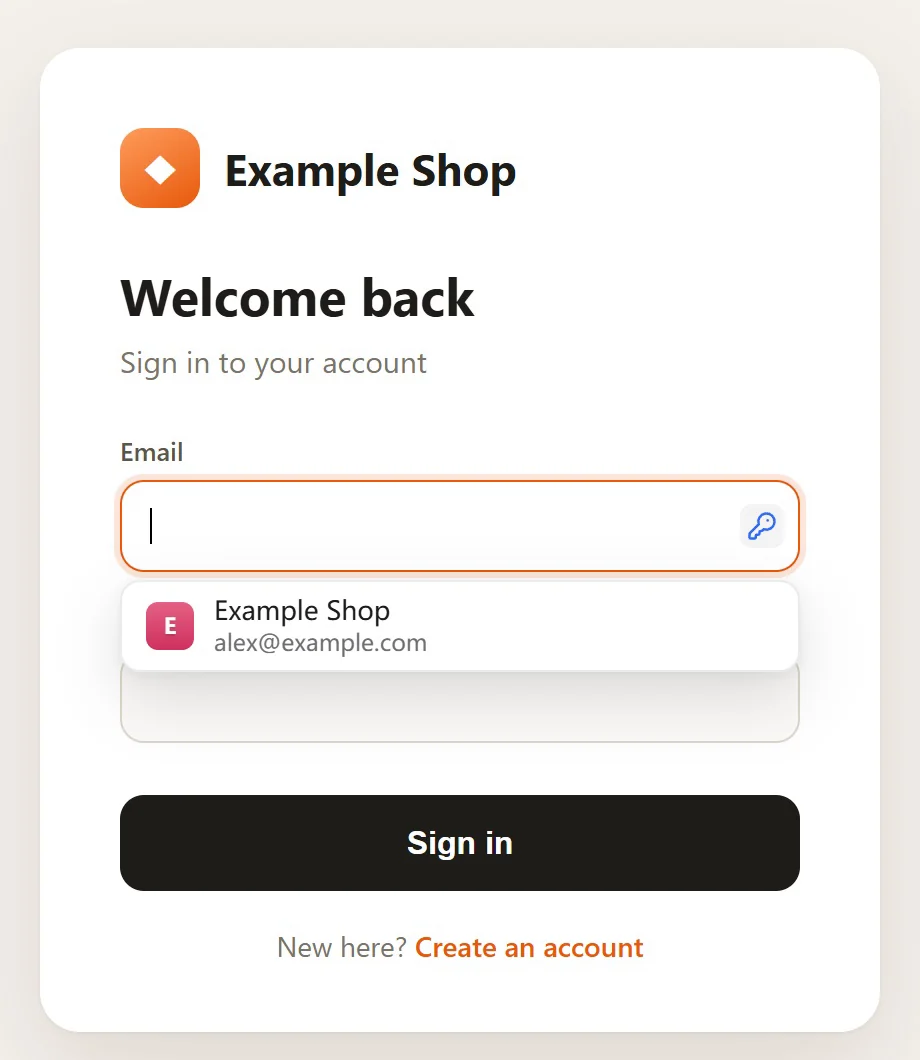 Example Shop
Welcome back
Sign in to your account
Email
E
Example Shop
alex@example.com
Sign in
New here? Create an account